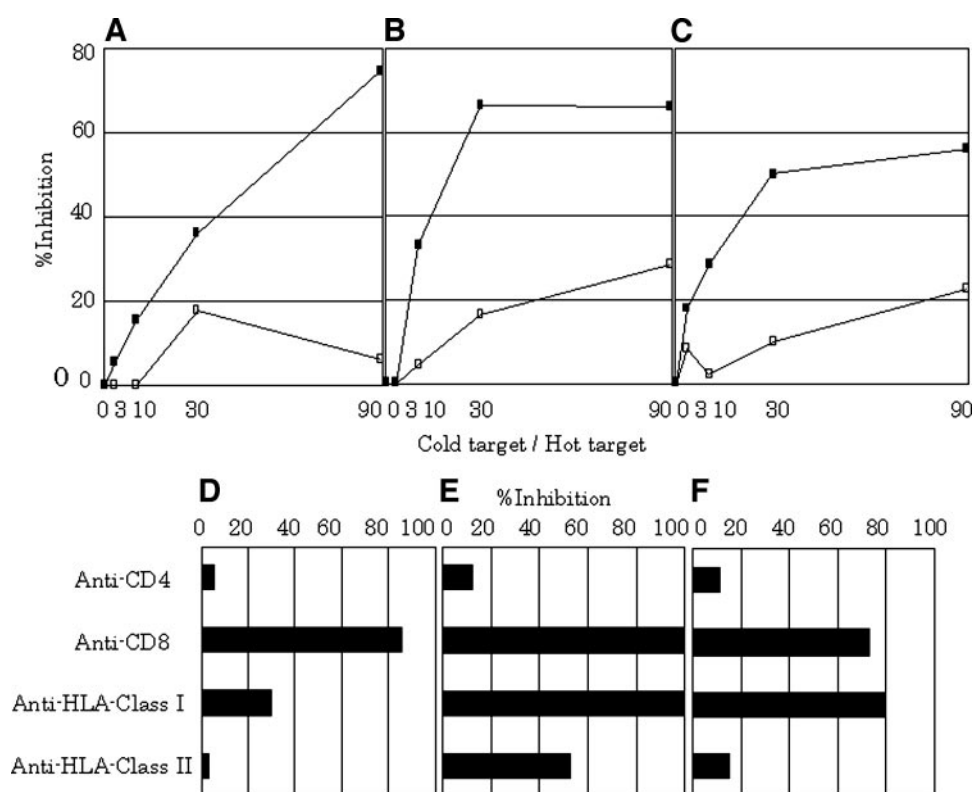 A B C
80
60
40
20
0 0
%Inhibition
0 3 10 30 90 0 3 10 30 90 0 3 10 30 90
Cold target / Hot target
D E %Inhibition F
0 20 40 60 80 100 0 20 40 60 80 100 0 20 40 60 80 100
Anti-CD4
Anti-CD8
Anti-HLA-Class I
Anti-HLA-Class II